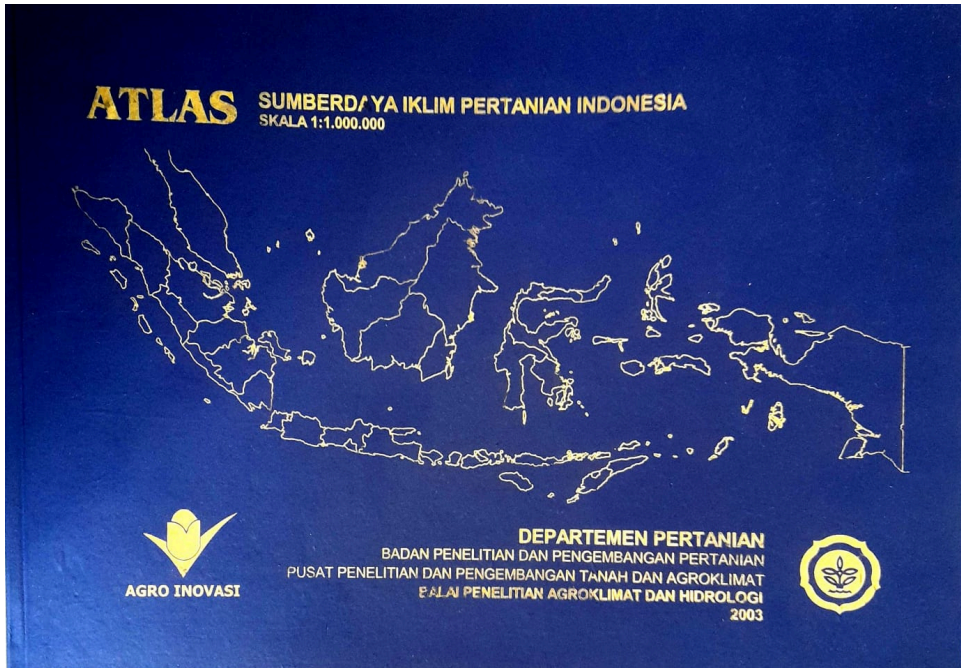 ATLAS SUMBERDAYA IKLIM PERTANIAN INDONESIA
SKALA 1:1.000.000
AGRO INOVASI
DEPARTEMEN PERTANIAN
BADAN PENELITIAN DAN PENGEMBANGAN PERTANIAN
PUSAT PENELITIAN DAN PENGEMBANGAN TANAH DAN AGROKLIMAT
BALAI PENELITIAN AGROKLIMAT DAN HIDROLOGI
2003